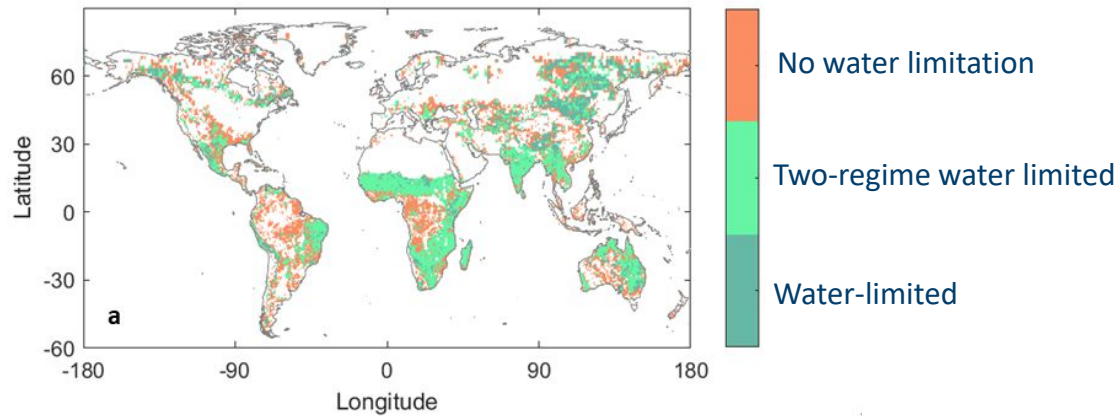 60
30
0
-30
-60
-180
-90
0
90
180
Latitude
Longitude
a
No water limitation
Two-regime water limited
Water-limited